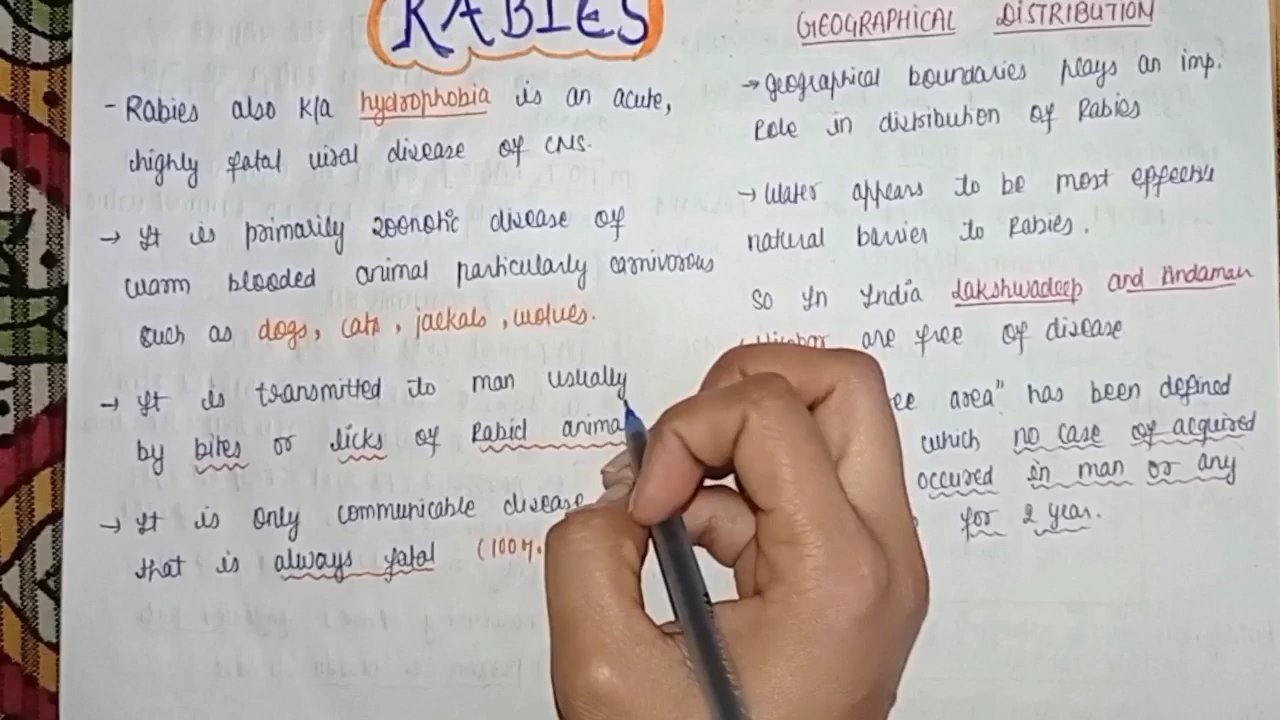 RABIES
- Rabies also K/a hydrophobia is an acute,
highly fatal viral disease of CNS.
→ It is primarily zoonotic disease of
warm blooded animal particularly carnivorous
such as dogs, cats, jackals, wolves.
→ It is transmitted to man usually
by bites or licks of Rabid
→ It is only communicable disease
that is always fatal (100%
GEOGRAPHICAL DISTRIBUTION
→ geographical boundaries plays an imp.
Role in distribution of Rabies
→ Water appears to be most effective
natural barrier to Rabies.
So In India Lakshwadeep and Andaman
are free of disease
area" has been defined
which no case of acquired
occured in man or any
for 2 year.